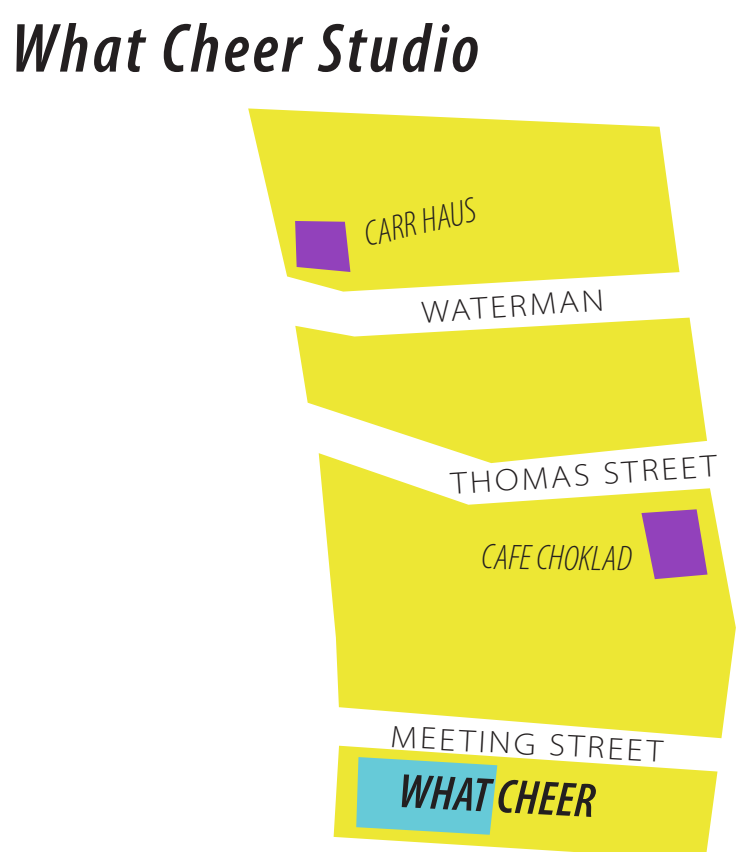 What Cheer Studio
CARR HAUS
WATERMAN
THOMAS STREET
CAFE CHOKLAD
MEETING STREET
WHAT CHEER